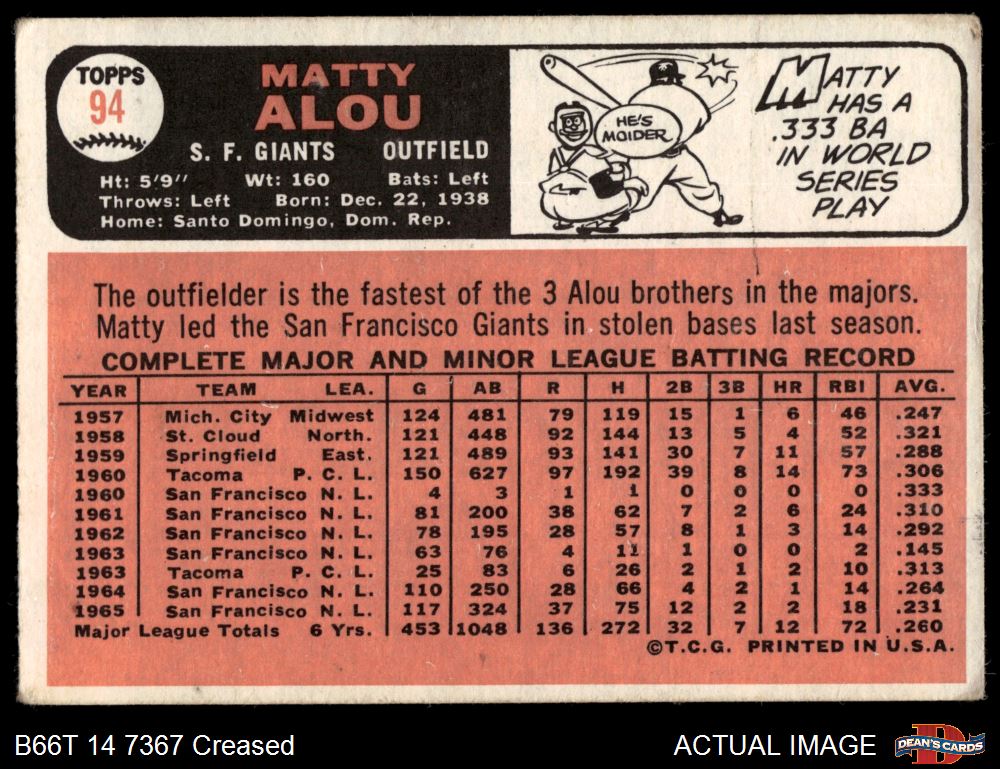 TOPPS
94
MATTY
ALOU
S. F. GIANTS OUTFIELD
Ht: 5'9" Wt: 160 Bats: Left
Throws: Left Born: Dec. 22, 1938
Home: Santo Domingo, Dom. Rep.
HE'S
MOIDER
MATTY
HAS A
.333 BA
IN WORLD
SERIES
PLAY
The outfielder is the fastest of the 3 Alou brothers in the majors.
Matty led the San Francisco Giants in stolen bases last season.
COMPLETE MAJOR AND MINOR LEAGUE BATTING RECORD
YEAR TEAM LEA. G AB R H 2B 3B HR RBI AVG.
1957 Mich. City Midwest 124 481 79 119 15 1 6 46 .247
1958 St. Cloud North. 121 448 92 144 13 5 4 52 .321
1959 Springfield East. 121 489 93 141 30 7 11 57 .288
1960 Tacoma P. C. L. 150 627 97 192 39 8 14 73 .306
1960 San Francisco N. L. 4 3 1 1 0 0 0 0 .333
1961 San Francisco N. L. 81 200 38 62 7 2 6 24 .310
1962 San Francisco N. L. 78 195 28 57 8 1 3 14 .292
1963 San Francisco N. L. 63 76 4 11 1 0 0 2 .145
1963 Tacoma P. C. L. 25 83 6 26 2 1 2 10 .313
1964 San Francisco N. L. 110 250 28 66 4 2 1 14 .264
1965 San Francisco N. L. 117 324 37 75 12 2 2 18 .231
Major League Totals 6 Yrs. 453 1048 136 272 32 7 12 72 .260
©T.C.G. PRINTED IN U.S.A.
B66T 14 7367 Creased
ACTUAL IMAGE
D
DEAN'S CARDS